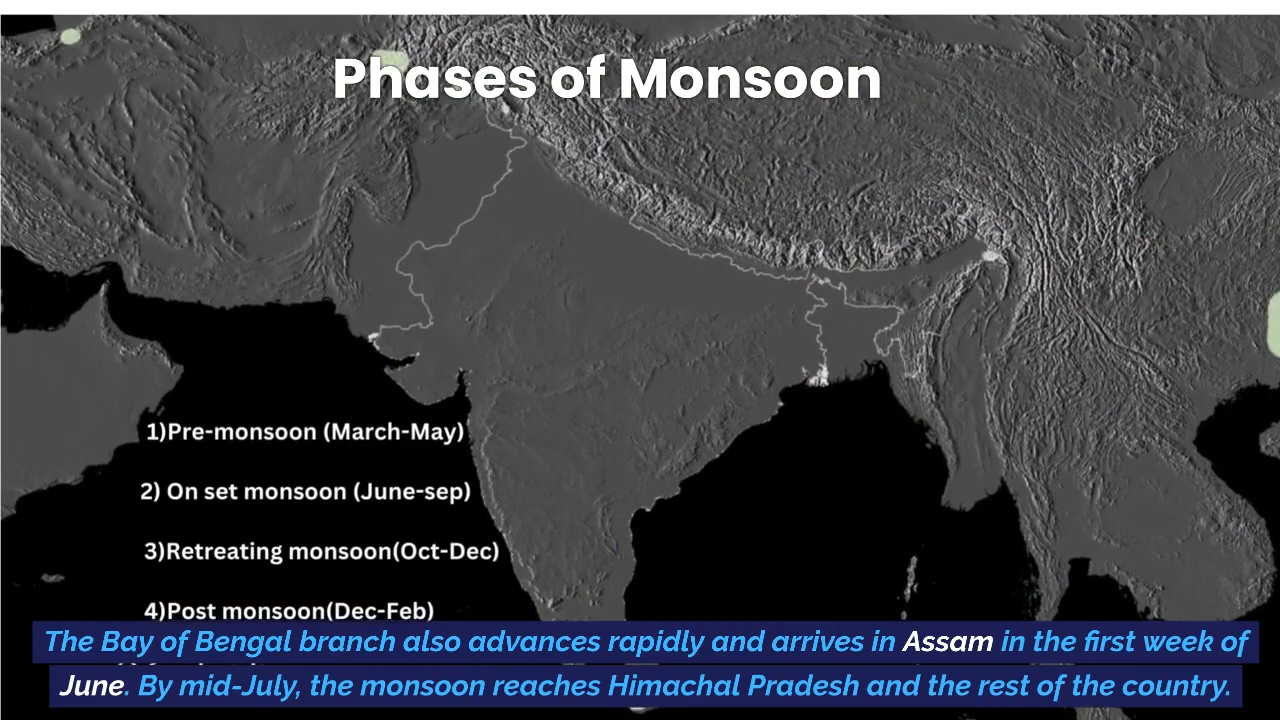 Phases of Monsoon
1)Pre-monsoon (March-May)
2) On set monsoon (June-sep)
3)Retreating monsoon(Oct-Dec)
4)Post monsoon(Dec-Feb)
The Bay of Bengal branch also advances rapidly and arrives in Assam in the first week of
June. By mid-July, the monsoon reaches Himachal Pradesh and the rest of the country.